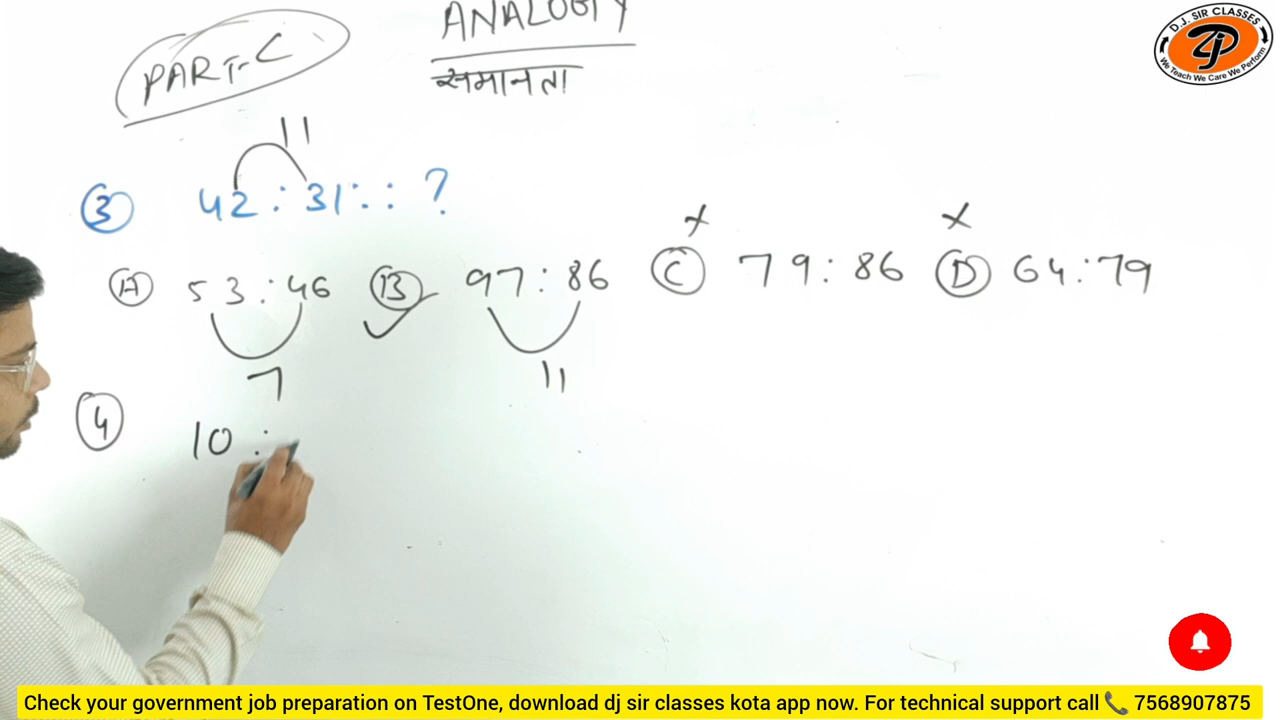 ANALOGY
PART-C
समानता
11
3 42 : 31 : : ?
A 53 : 46 B 97 : 86 C 79 : 86 D 64 : 79
7 11
4 10 :
D.J. SIR CLASSES
We Teach We Care We Perform
Check your government job preparation on TestOne, download dj sir classes kota app now. For technical support call 📞 7568907875